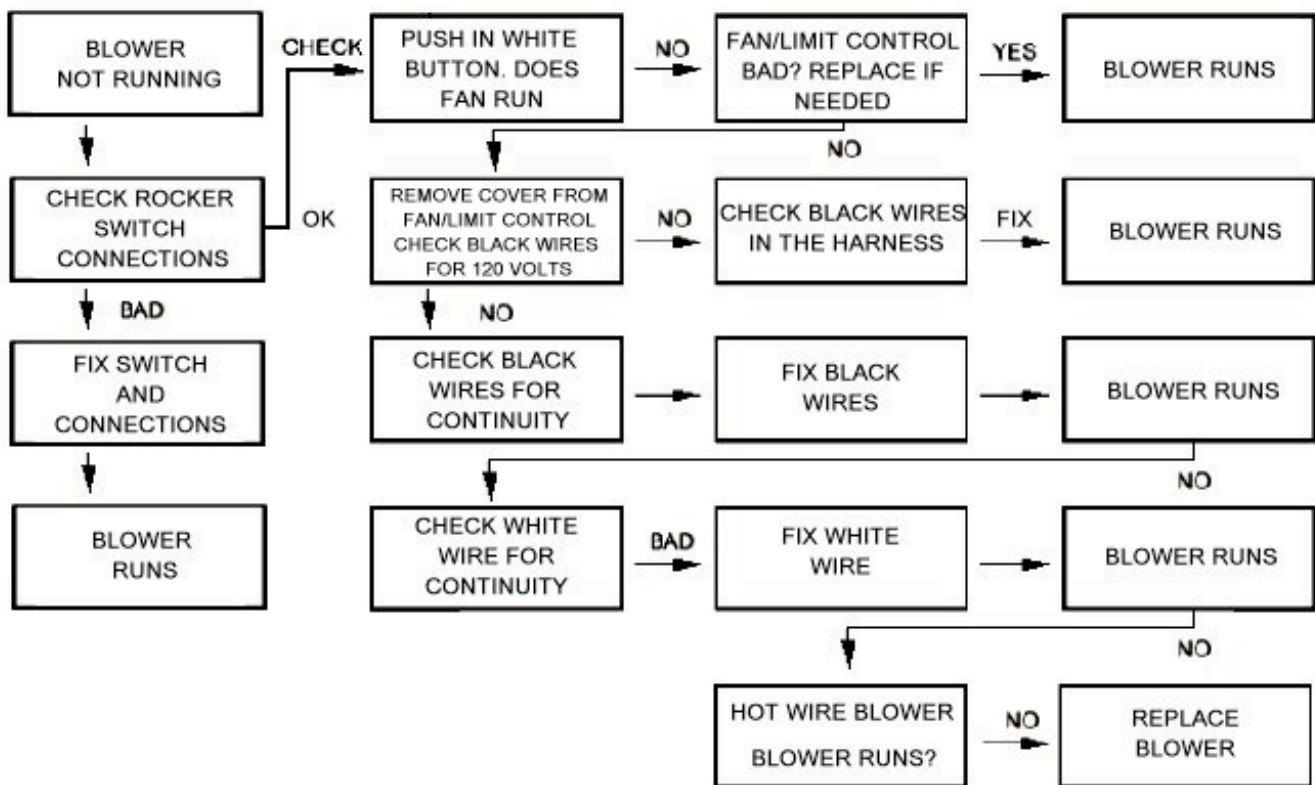 BLOWER
NOT RUNNING
CHECK
PUSH IN WHITE
BUTTON. DOES
FAN RUN
NO
FAN/LIMIT CONTROL
BAD? REPLACE IF
NEEDED
YES
BLOWER RUNS
NO
CHECK ROCKER
SWITCH
CONNECTIONS
OK
REMOVE COVER FROM
FAN/LIMIT CONTROL
CHECK BLACK WIRES
FOR 120 VOLTS
NO
CHECK BLACK WIRES
IN THE HARNESS
FIX
BLOWER RUNS
BAD
NO
FIX SWITCH
AND
CONNECTIONS
CHECK BLACK
WIRES FOR
CONTINUITY
FIX BLACK
WIRES
BLOWER RUNS
NO
BLOWER
RUNS
CHECK WHITE
WIRE FOR
CONTINUITY
BAD
FIX WHITE
WIRE
BLOWER RUNS
NO
HOT WIRE BLOWER
BLOWER RUNS?
NO
REPLACE
BLOWER